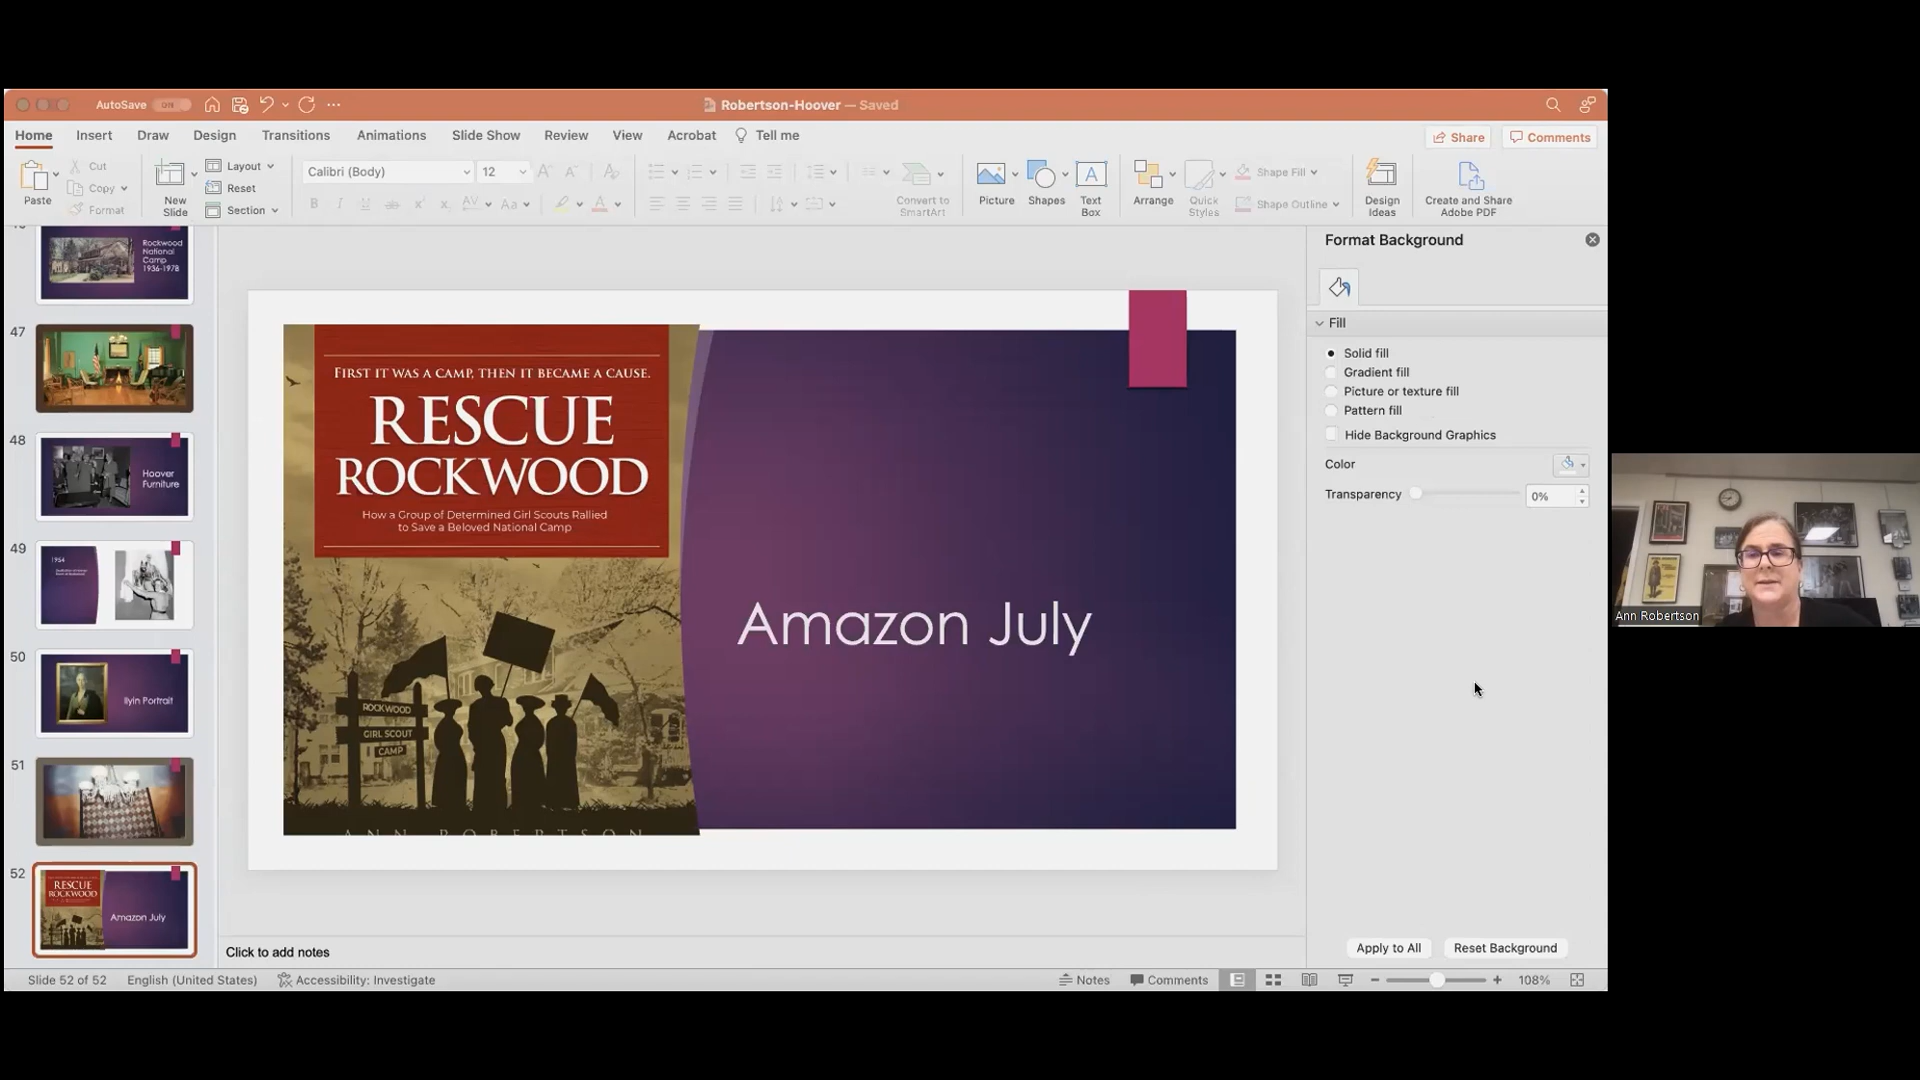 AutoSave ON
Robertson-Hoover — Saved
Home Insert Draw Design Transitions Animations Slide Show Review View Acrobat Tell me
Share Comments
Paste
Cut
Copy
Format
New Slide
Layout
Reset
Section
Calibri (Body) 12
Convert to SmartArt
Picture
Shapes
Text Box
Arrange
Quick Styles
Shape Fill
Shape Outline
Design Ideas
Create and Share Adobe PDF
Rockwood
National
Camp
1936-1978
47
48
Hoover
Furniture
49
1954
50
Ilyin Portrait
51
52
RESCUE
ROCKWOOD
Amazon July
FIRST IT WAS A CAMP, THEN IT BECAME A CAUSE.
RESCUE
ROCKWOOD
How a Group of Determined Girl Scouts Rallied
to Save a Beloved National Camp
ROCKWOOD
GIRL SCOUT
CAMP
ANN ROBERTSON
Amazon July
Click to add notes
Format Background
Fill
Solid fill
Gradient fill
Picture or texture fill
Pattern fill
Hide Background Graphics
Color
Transparency 0%
Apply to All Reset Background
Ann Robertson
Slide 52 of 52 English (United States) Accessibility: Investigate
Notes Comments 108%